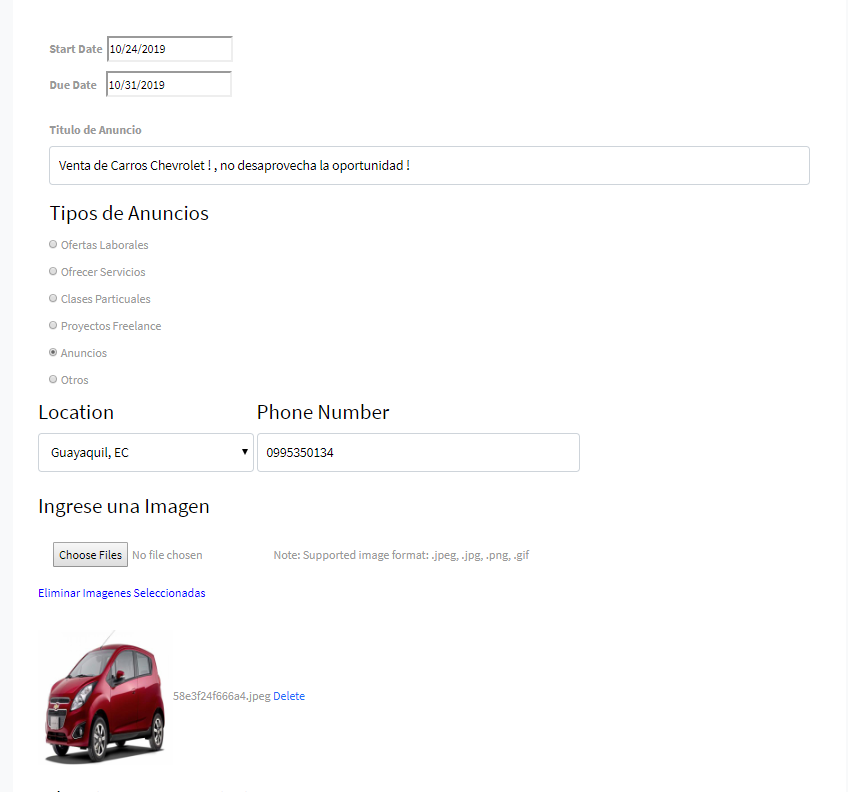 Start Date 10/24/2019
Due Date 10/31/2019
Titulo de Anuncio
Venta de Carros Chevrolet ! , no desaprovecha la oportunidad !
Tipos de Anuncios
Ofertas Laborales
Ofrecer Servicios
Clases Particuales
Proyectos Freelance
Anuncios
Otros
Location Phone Number
Guayaquil, EC 0995350134
Ingrese una Imagen
Choose Files No file chosen Note: Supported image format: .jpeg, .jpg, .png, .gif
Eliminar Imagenes Seleccionadas
58e3f24f666a4.jpeg Delete